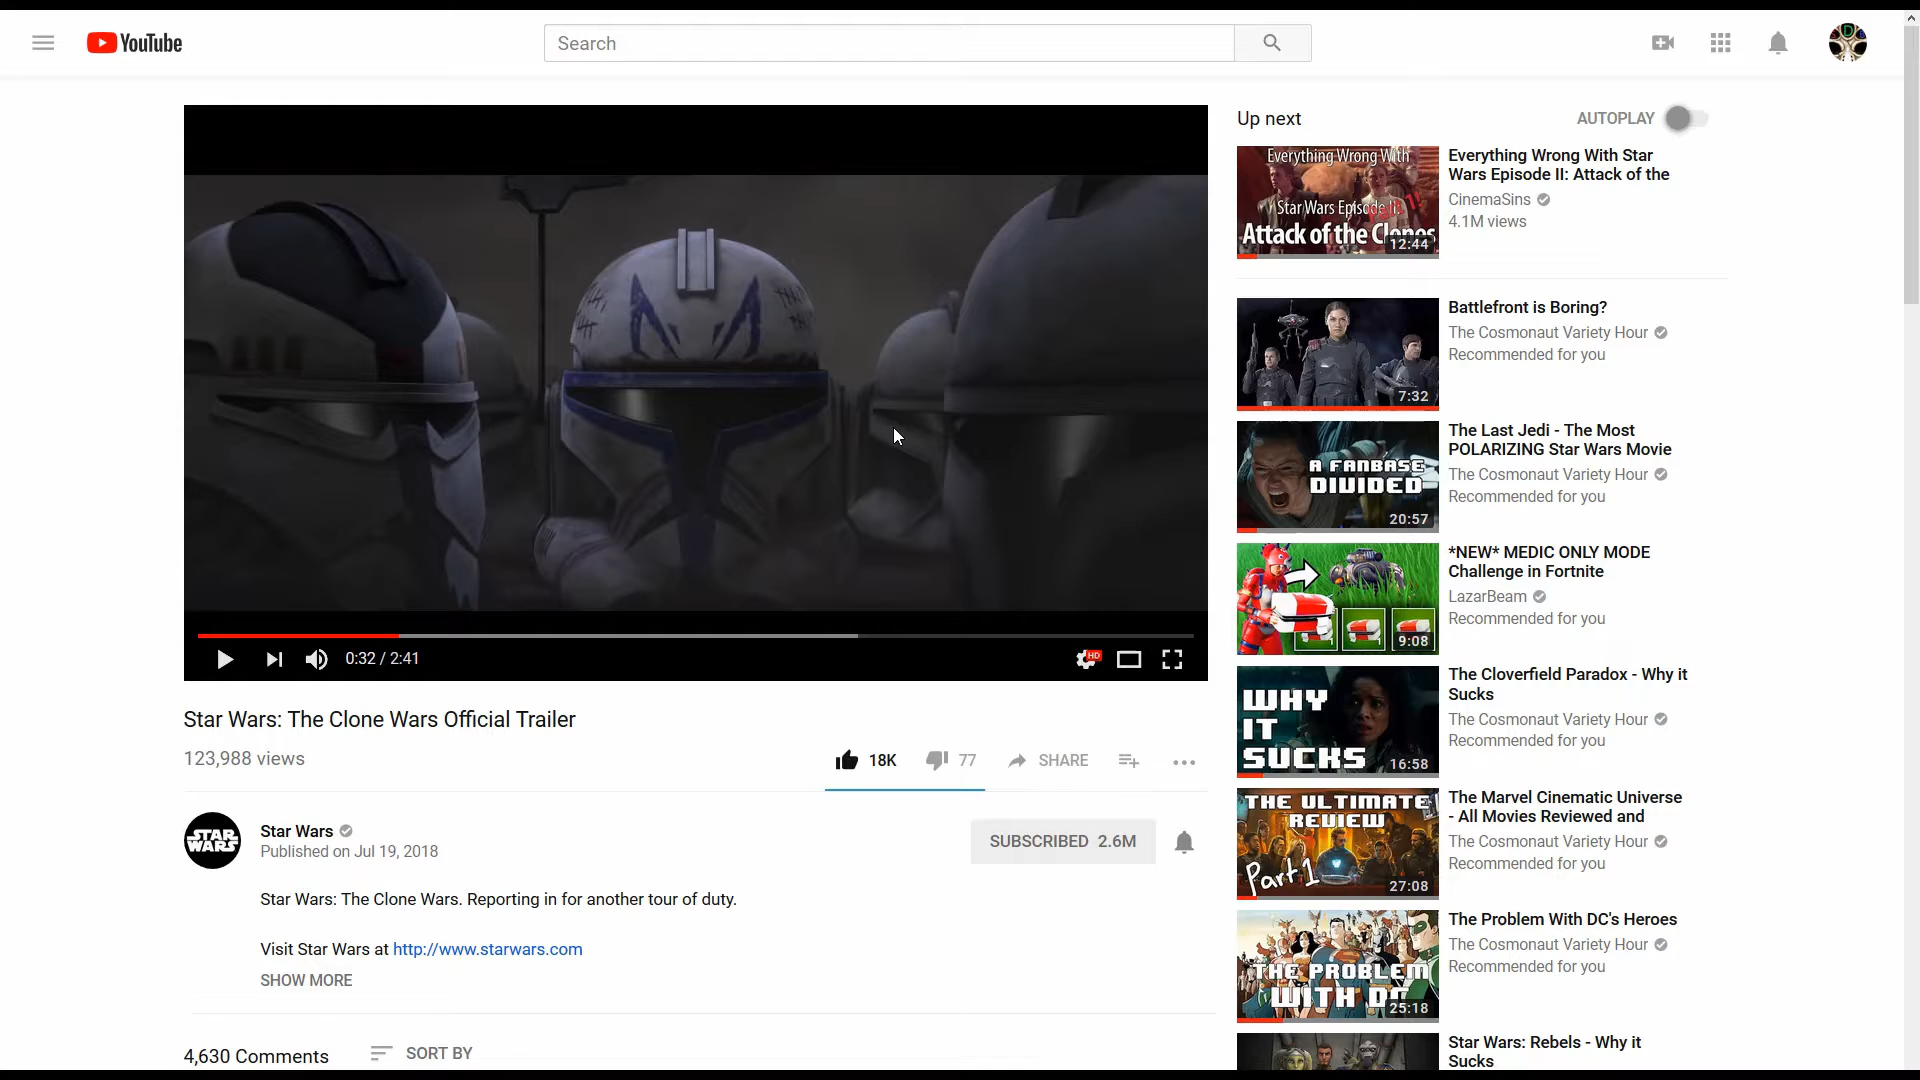 YouTube
Search
Up next
AUTOPLAY
Everything Wrong With
Star Wars Episode II:
Attack of the Clones
12:44
Everything Wrong With Star
Wars Episode II: Attack of the
CinemaSins
4.1M views
7:32
Battlefront is Boring?
The Cosmonaut Variety Hour
Recommended for you
A FANBASE
DIVIDED
20:57
The Last Jedi - The Most
POLARIZING Star Wars Movie
The Cosmonaut Variety Hour
Recommended for you
9:08
*NEW* MEDIC ONLY MODE
Challenge in Fortnite
LazarBeam
Recommended for you
WHY
IT
SUCKS
16:58
The Cloverfield Paradox - Why it
Sucks
The Cosmonaut Variety Hour
Recommended for you
THE ULTIMATE
REVIEW
Part 1
27:08
The Marvel Cinematic Universe
- All Movies Reviewed and
The Cosmonaut Variety Hour
Recommended for you
THE PROBLEM
WITH DC
25:18
The Problem With DC's Heroes
The Cosmonaut Variety Hour
Recommended for you
Star Wars: Rebels - Why it
Sucks
0:32 / 2:41
HD
Star Wars: The Clone Wars Official Trailer
123,988 views
18K
77
SHARE
STAR
WARS
Star Wars
Published on Jul 19, 2018
SUBSCRIBED 2.6M
Star Wars: The Clone Wars. Reporting in for another tour of duty.
Visit Star Wars at http://www.starwars.com
SHOW MORE
4,630 Comments
SORT BY